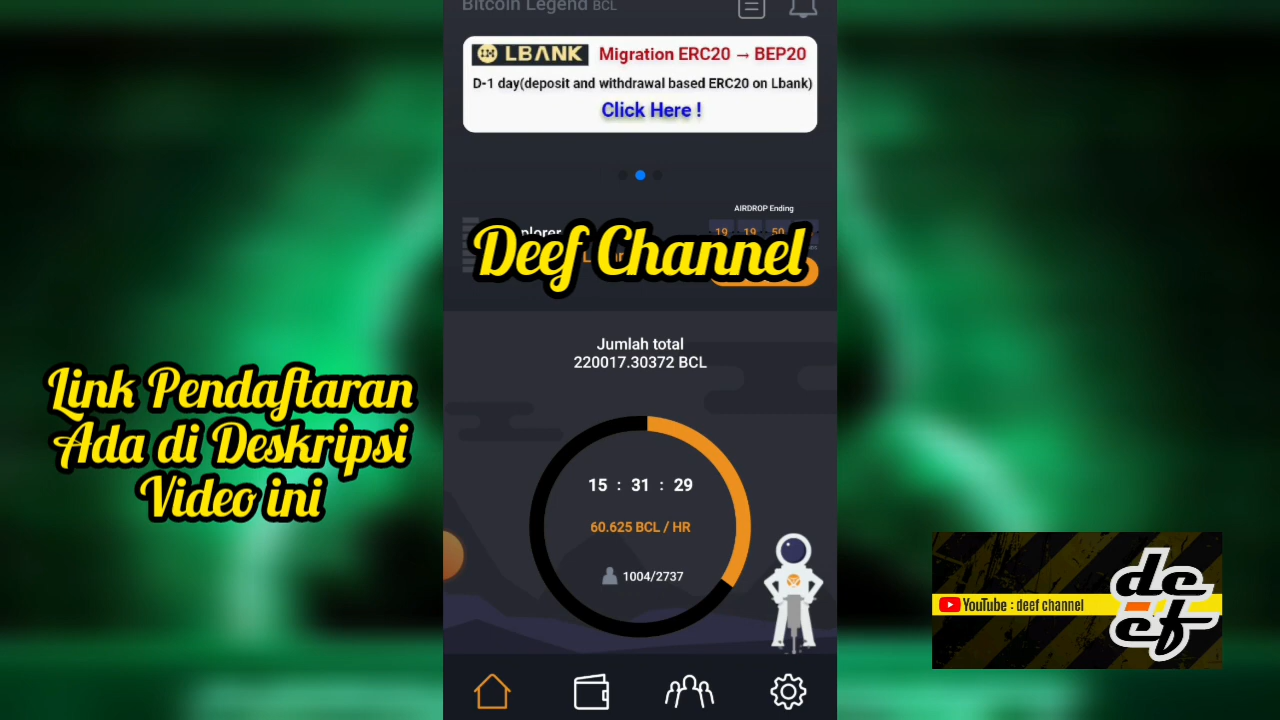 Bitcoin Legend BCL
LBANK Migration ERC20 → BEP20
D-1 day(deposit and withdrawal based ERC20 on Lbank)
Click Here !
AIRDROP Ending
19 19 50
Deef Channel
Jumlah total
220017.30372 BCL
Link Pendaftaran
Ada di Deskripsi
Video ini
15 : 31 : 29
60.625 BCL / HR
1004/2737
YouTube : deef channel
deef